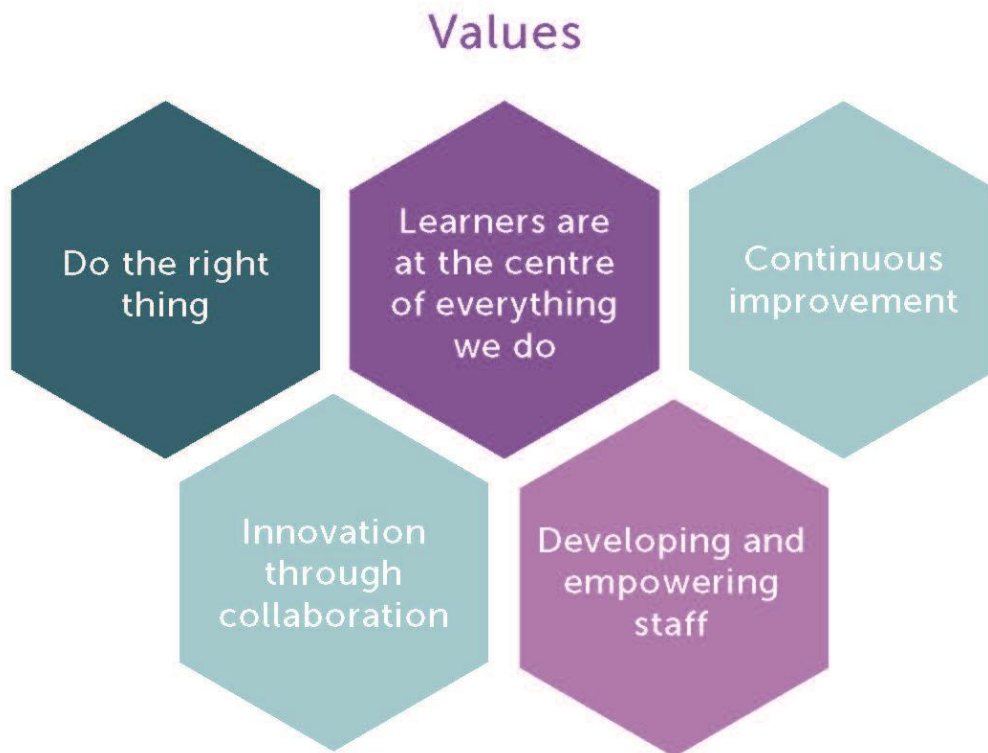 Values
Do the right
thing
Learners are
at the centre
of everything
we do
Continuous
improvement
Innovation
through
collaboration
Developing and
empowering
staff